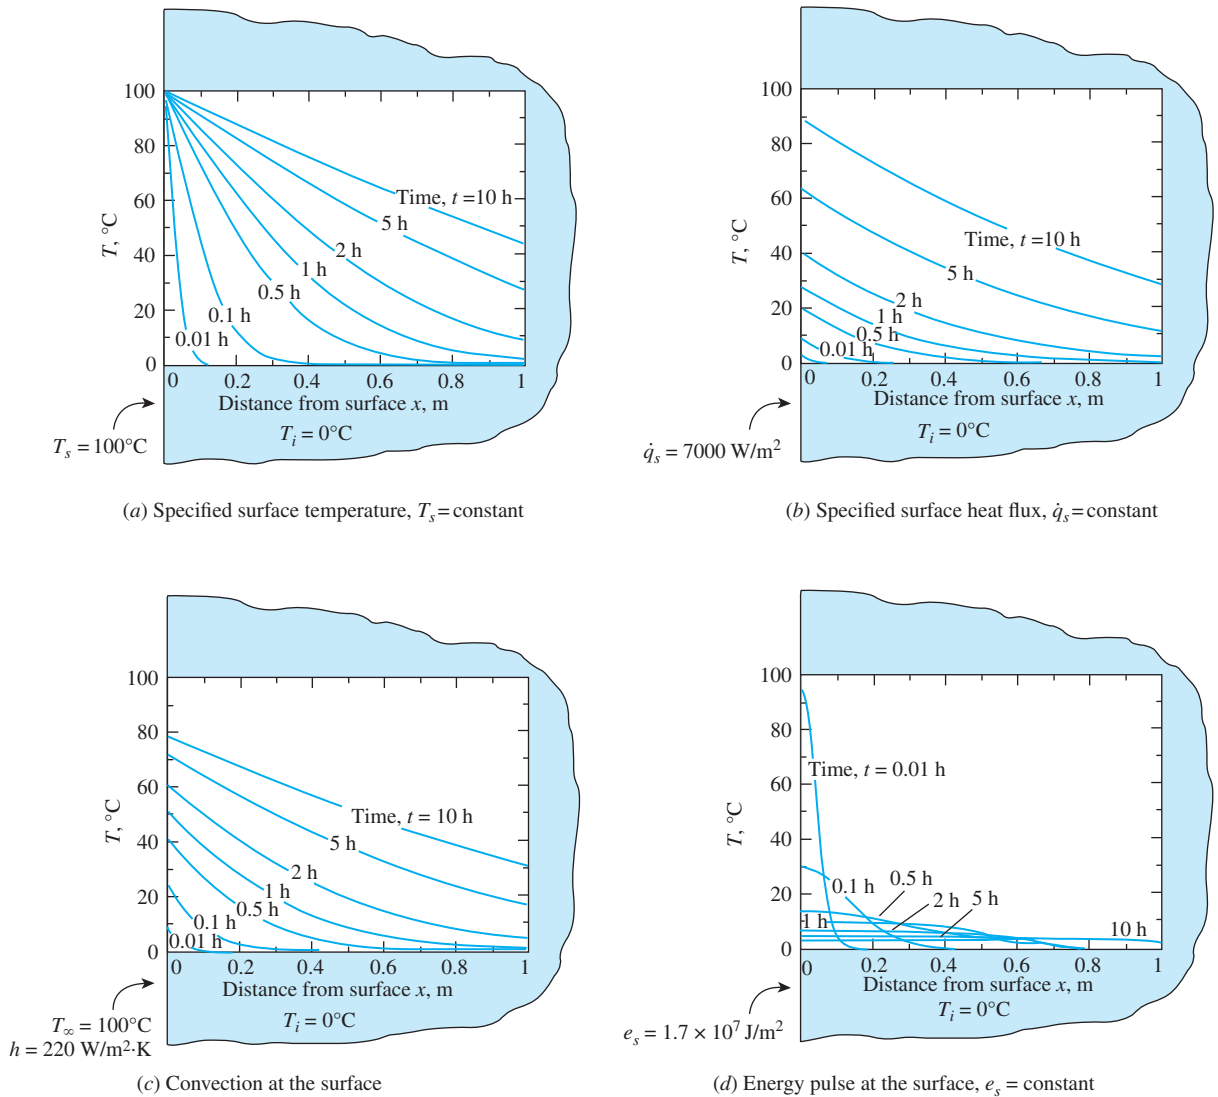 100
80
60
40
20
0
T, °C
Time, t =10 h
5 h
2 h
1 h
0.5 h
0.1 h
0.01 h
0 0.2 0.4 0.6 0.8 1
Distance from surface x, m
T_s = 100°C
T_i = 0°C
(a) Specified surface temperature, T_s = constant
100
80
60
40
20
0
T, °C
Time, t =10 h
5 h
2 h
1 h
0.5 h
0.01 h
0 0.2 0.4 0.6 0.8 1
Distance from surface x, m
T_i = 0°C
q̇_s = 7000 W/m²
(b) Specified surface heat flux, q̇_s = constant
100
80
60
40
20
0
T, °C
Time, t = 10 h
5 h
2 h
1 h
0.5 h
0.1 h
0.01 h
0 0.2 0.4 0.6 0.8 1
Distance from surface x, m
T_∞ = 100°C
T_i = 0°C
h = 220 W/m²·K
(c) Convection at the surface
100
80
60
40
20
0
T, °C
Time, t = 0.01 h
0.1 h
0.5 h
2 h
5 h
1 h
10 h
0 0.2 0.4 0.6 0.8 1
Distance from surface x, m
T_i = 0°C
e_s = 1.7 × 10⁷ J/m²
(d) Energy pulse at the surface, e_s = constant